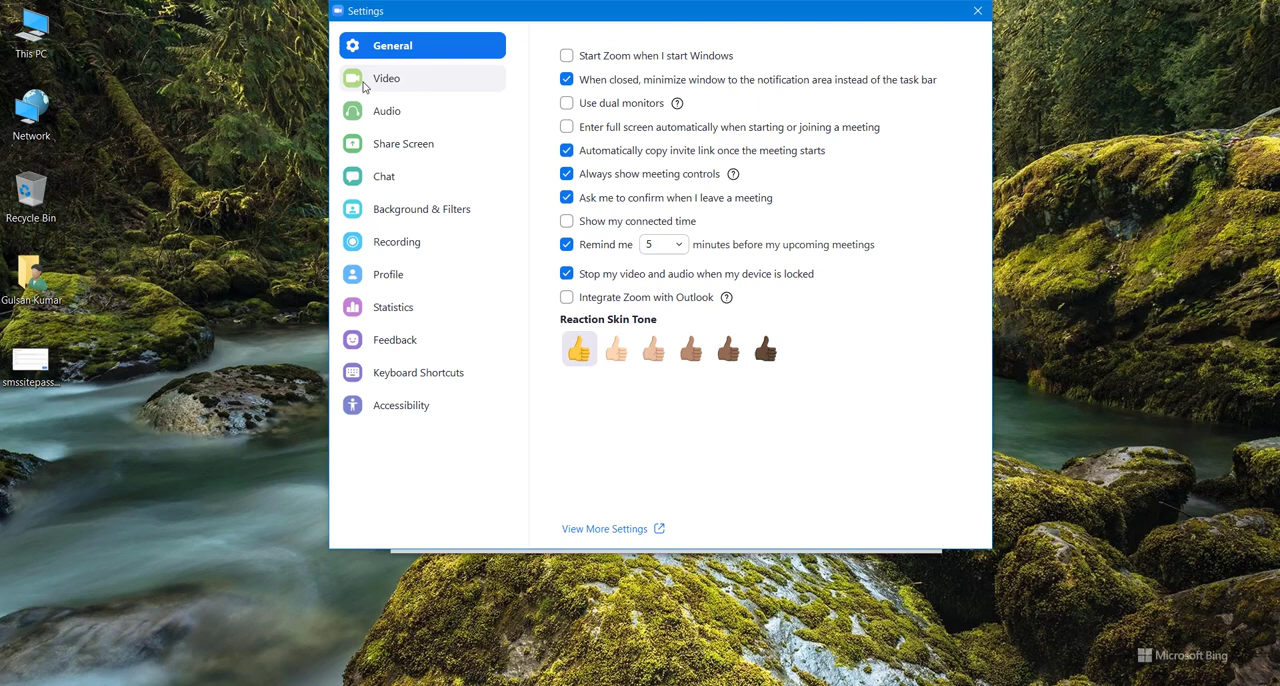 This PC
Network
Recycle Bin
Gulsan Kumar
smssitepass...
Settings
General
Video
Audio
Share Screen
Chat
Background & Filters
Recording
Profile
Statistics
Feedback
Keyboard Shortcuts
Accessibility
Start Zoom when I start Windows
When closed, minimize window to the notification area instead of the task bar
Use dual monitors ?
Enter full screen automatically when starting or joining a meeting
Automatically copy invite link once the meeting starts
Always show meeting controls ?
Ask me to confirm when I leave a meeting
Show my connected time
Remind me 5 minutes before my upcoming meetings
Stop my video and audio when my device is locked
Integrate Zoom with Outlook ?
Reaction Skin Tone
View More Settings
Microsoft Bing